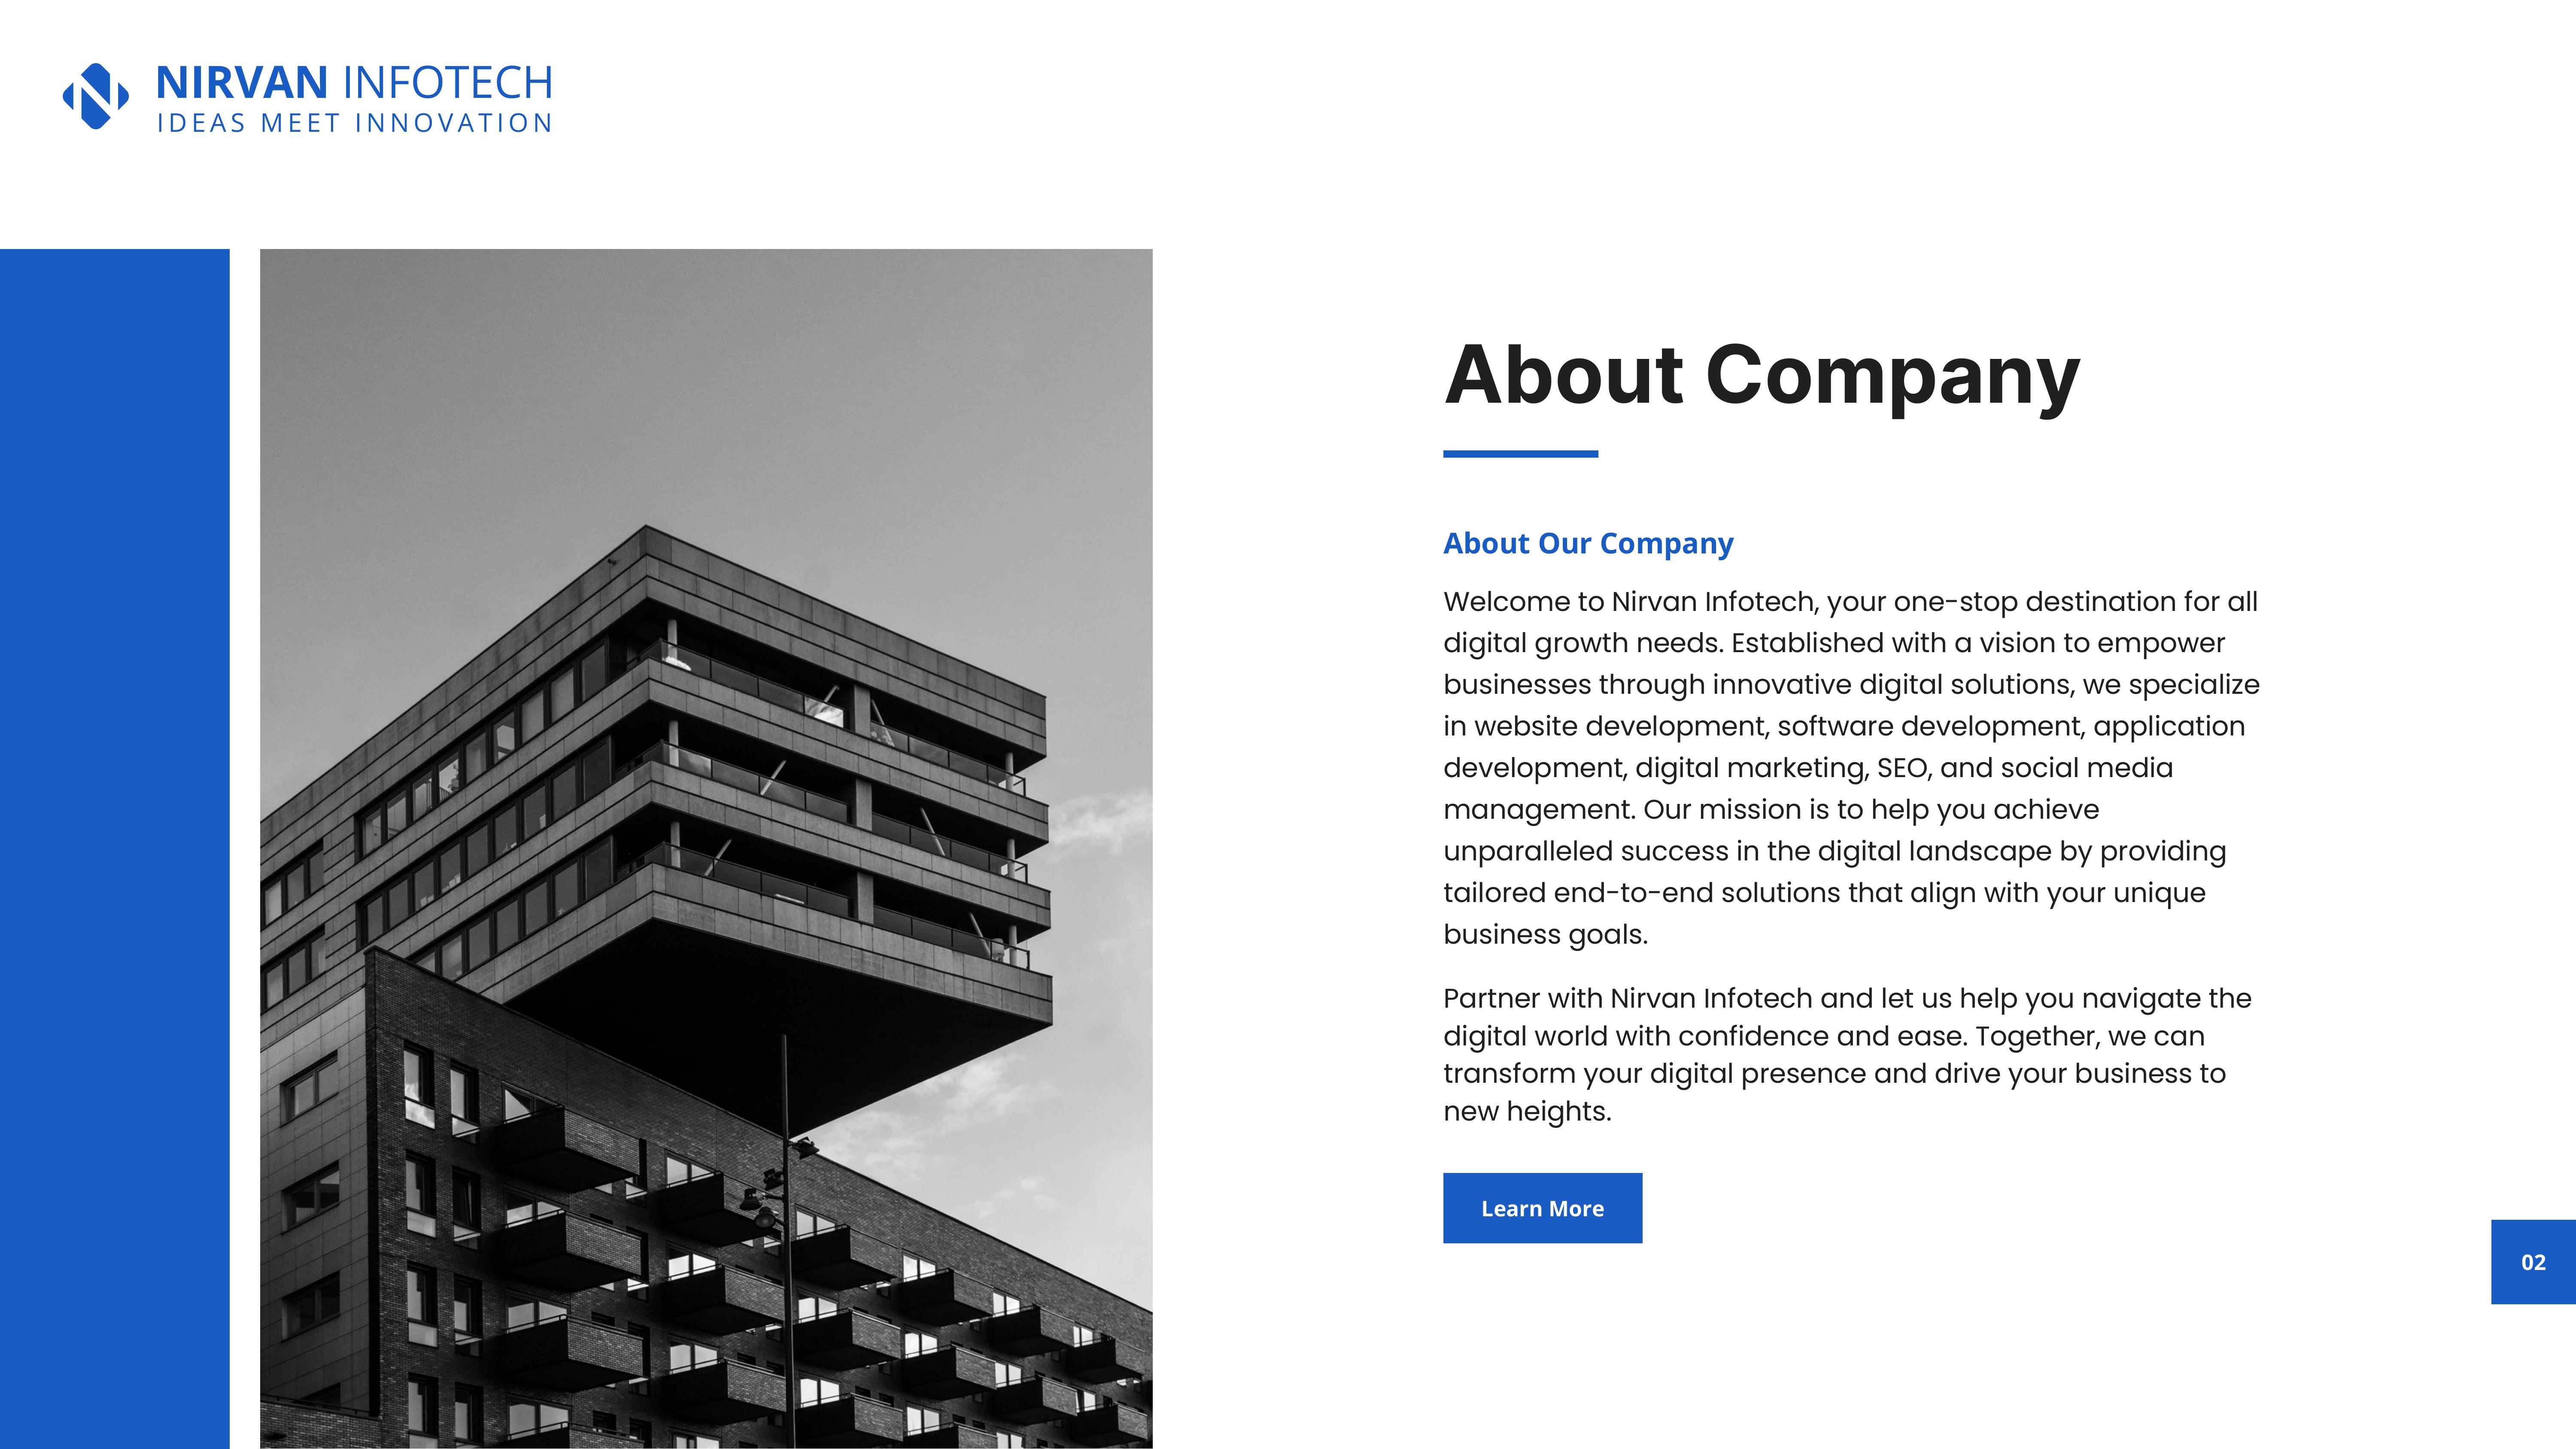 NIRVAN INFOTECH
IDEAS MEET INNOVATION
About Company
About Our Company
Welcome to Nirvan Infotech, your one-stop destination for all
digital growth needs. Established with a vision to empower
businesses through innovative digital solutions, we specialize
in website development, software development, application
development, digital marketing, SEO, and social media
management. Our mission is to help you achieve
unparalleled success in the digital landscape by providing
tailored end-to-end solutions that align with your unique
business goals.
Partner with Nirvan Infotech and let us help you navigate the
digital world with confidence and ease. Together, we can
transform your digital presence and drive your business to
new heights.
Learn More
02